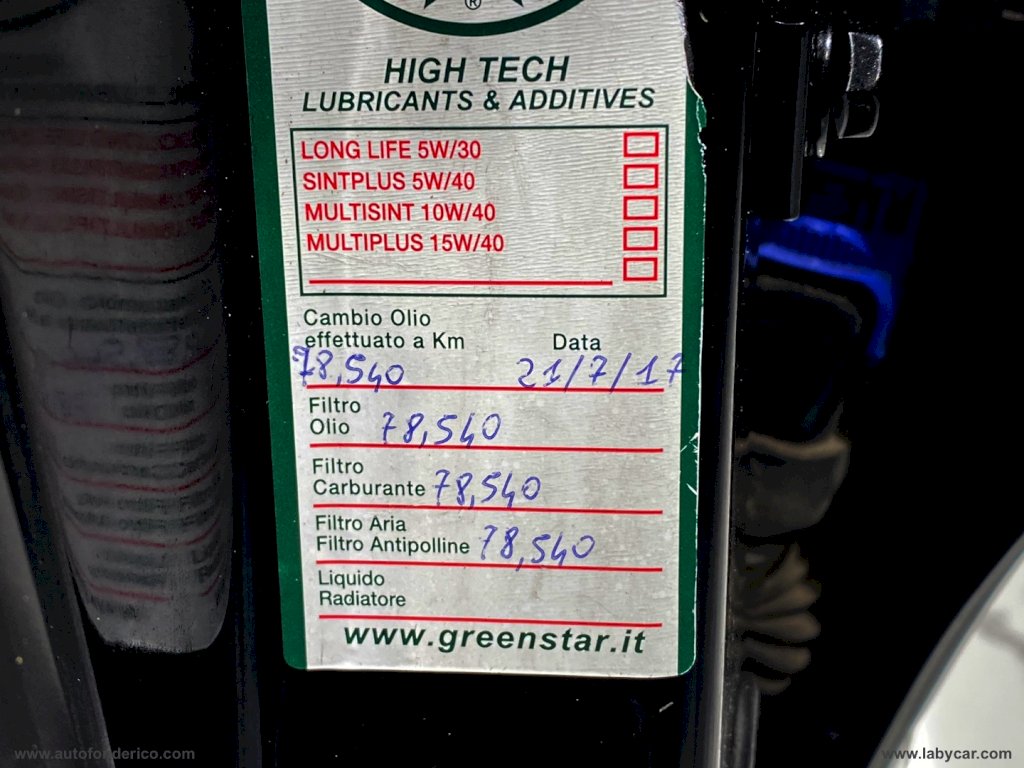 ®
HIGH TECH
LUBRICANTS & ADDITIVES
LONG LIFE 5W/30
SINTPLUS 5W/40
MULTISINT 10W/40
MULTIPLUS 15W/40
Cambio Olio
effettuato a Km Data
78,540 21/7/17
Filtro
Olio 78,540
Filtro
Carburante 78,540
Filtro Aria
Filtro Antipolline 78,540
Liquido
Radiatore
www.greenstar.it
www.autofonderico.com www.labycar.com